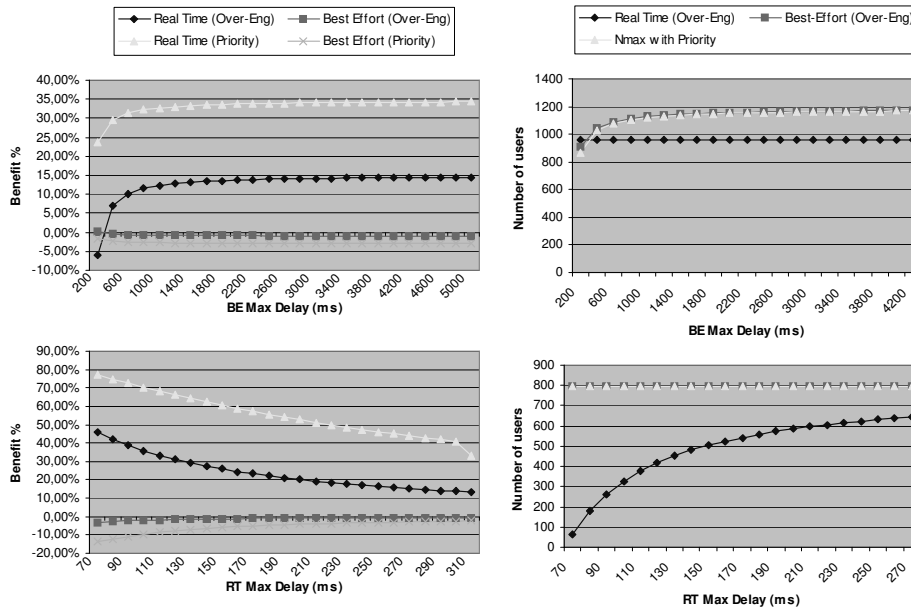 Real Time (Over-Eng) Best Effort (Over-Eng)
Real Time (Priority) Best Effort (Priority)
Real Time (Over-Eng) Best-Effort (Over-Eng)
Nmax with Priority
Benefit %
40,00%
35,00%
30,00%
25,00%
20,00%
15,00%
10,00%
5,00%
0,00%
-5,00%
-10,00%
200 600 1000 1400 1800 2200 2600 3000 3400 3800 4200 4600 5000
BE Max Delay (ms)
Number of users
1400
1200
1000
800
600
400
200
0
200 600 1000 1400 1800 2200 2600 3000 3400 3800 4200
BE Max Delay (ms)
Benefit %
90,00%
80,00%
70,00%
60,00%
50,00%
40,00%
30,00%
20,00%
10,00%
0,00%
-10,00%
-20,00%
70 90 110 130 150 170 190 210 230 250 270 290 310
RT Max Delay (ms)
Number of users
900
800
700
600
500
400
300
200
100
0
70 90 110 130 150 170 190 210 230 250 270
RT Max Delay (ms)